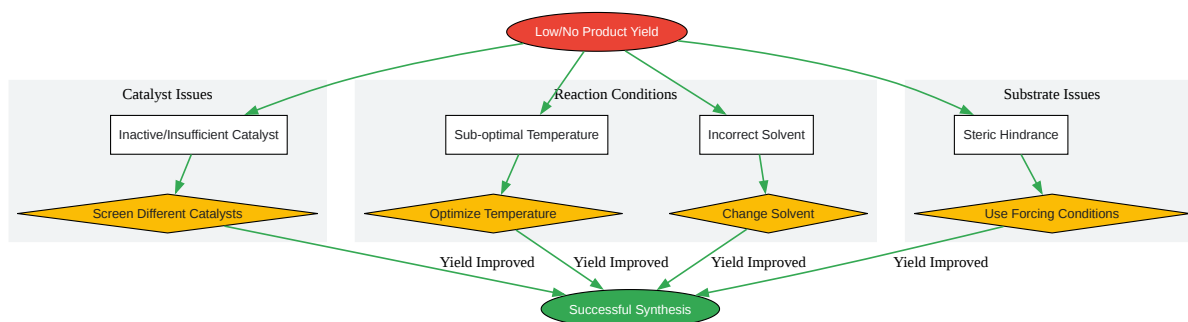 Low/No Product Yield
Catalyst Issues
Reaction Conditions
Substrate Issues
Inactive/Insufficient Catalyst
Sub-optimal Temperature
Incorrect Solvent
Steric Hindrance
Screen Different Catalysts
Optimize Temperature
Change Solvent
Use Forcing Conditions
Yield Improved
Yield Improved
Yield Improved
Yield Improved
Successful Synthesis